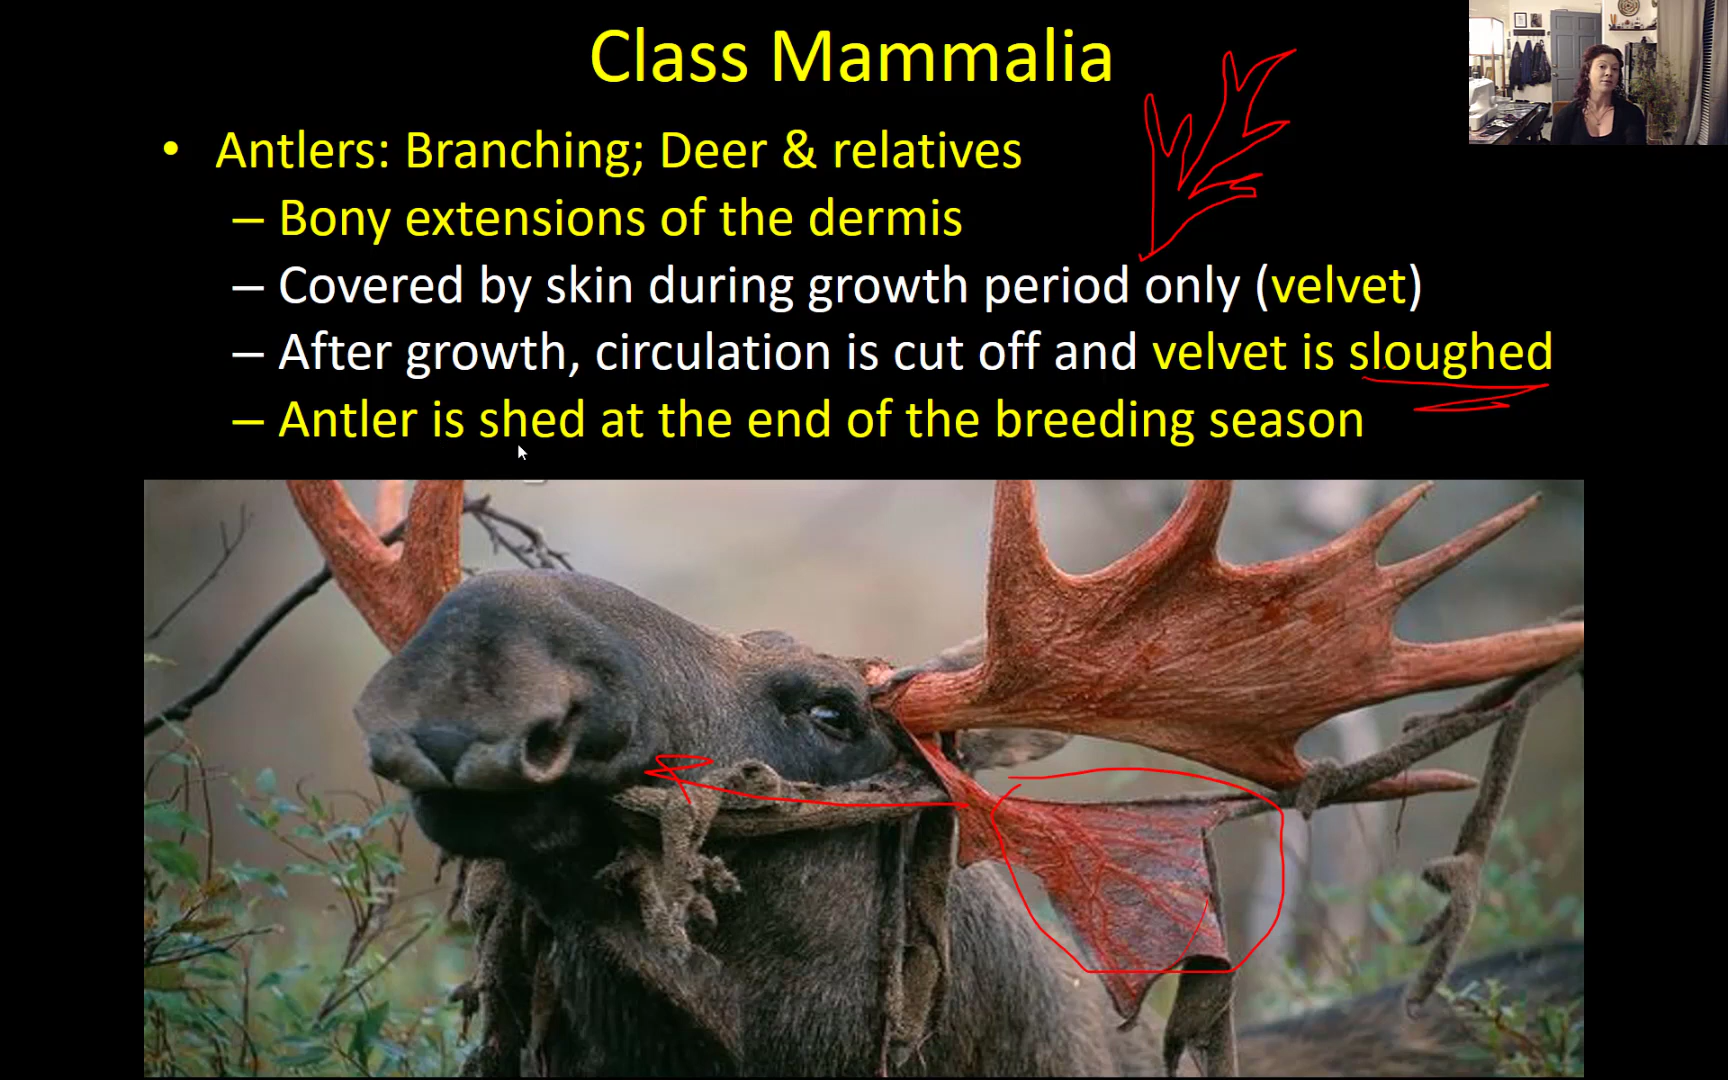 Class Mammalia
• Antlers: Branching; Deer & relatives
– Bony extensions of the dermis
– Covered by skin during growth period only (velvet)
– After growth, circulation is cut off and velvet is sloughed
– Antler is shed at the end of the breeding season